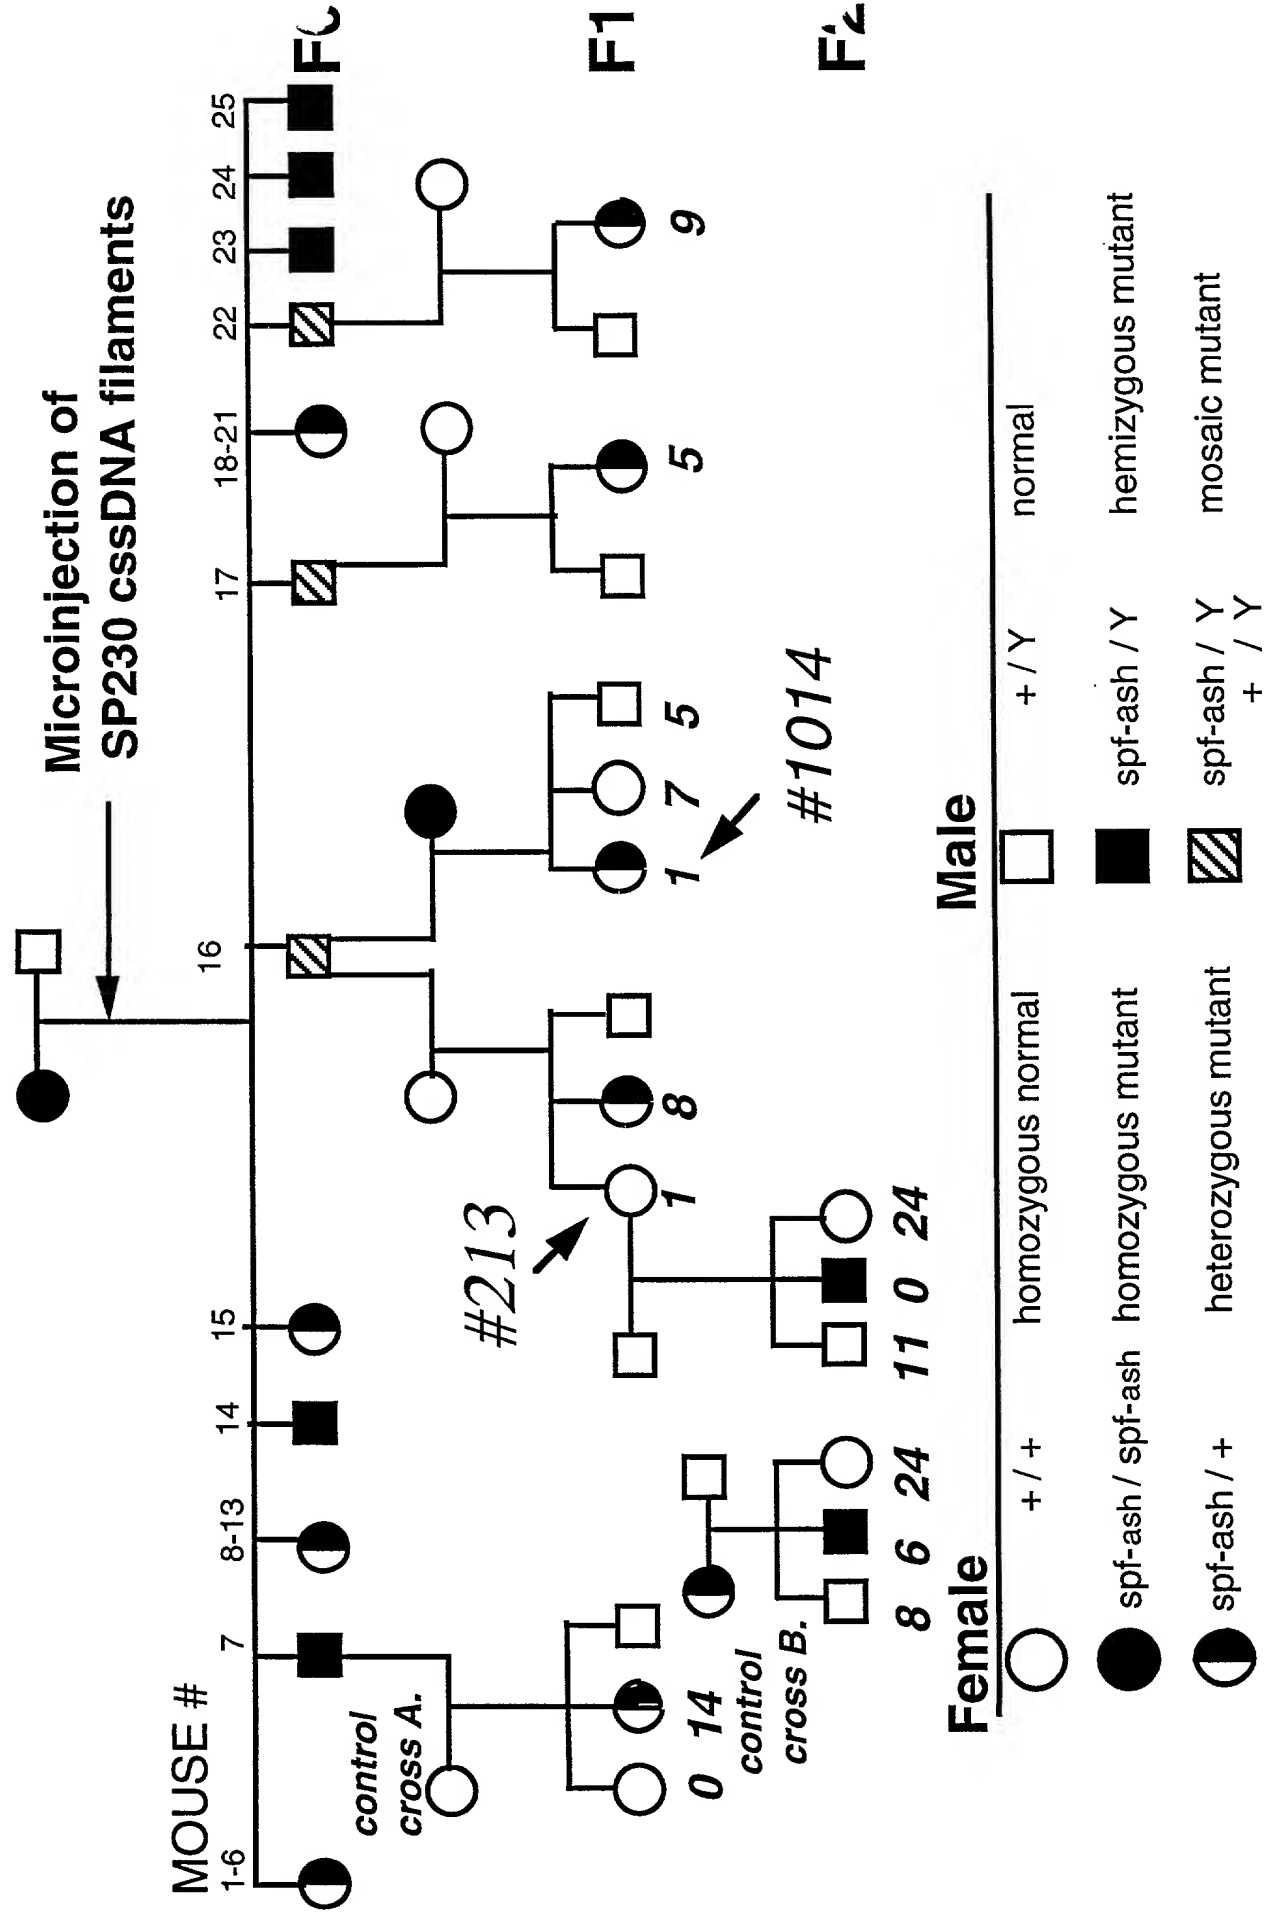 Microinjection of
SP230 cssDNA filaments
MOUSE #
1-6 7 8-13 14 15 16 17 18-21 22 23 24 25
F0
control
cross A.
#213
#1014
F1
0 14 1 8 1 7 5 5 9
control
cross B.
F2
8 6 24 11 0 24
Female Male
+ / + homozygous normal + / Y normal
spf-ash / spf-ash homozygous mutant spf-ash / Y hemizygous mutant
spf-ash / + heterozygous mutant spf-ash / Y mosaic mutant
+ / Y